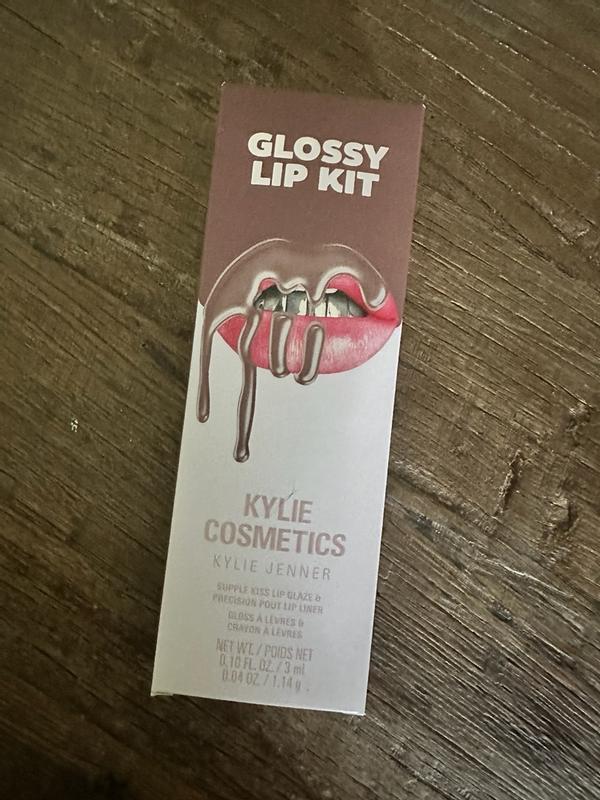 GLOSSY
LIP KIT
KYLIE
COSMETICS
KYLIE JENNER
SUPPLE KISS LIP GLAZE &
PRECISION POUT LIP LINER
GLOSS À LÈVRES &
CRAYON À LÈVRES
NET WT. / POIDS NET
0.10 FL. OZ. / 3 ml
0.04 OZ. / 1.14 g